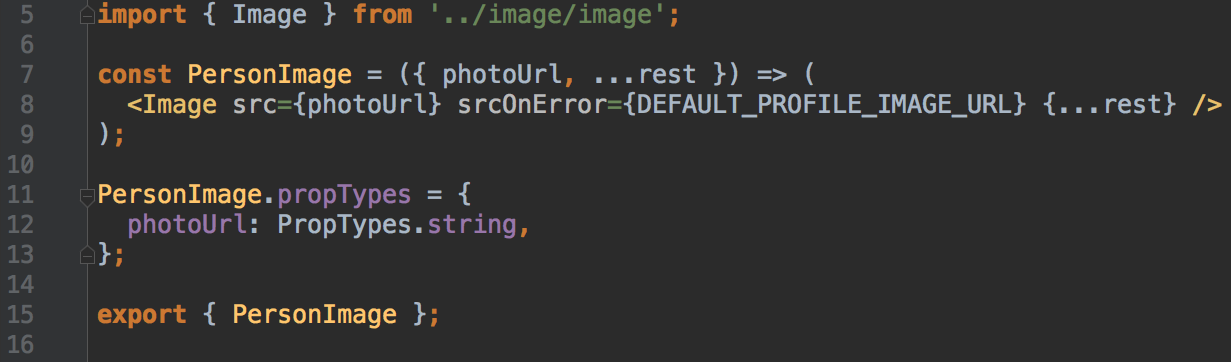 5 import { Image } from '../image/image';
6
7 const PersonImage = ({ photoUrl, ...rest }) => (
8   <Image src={photoUrl} srcOnError={DEFAULT_PROFILE_IMAGE_URL} {...rest} />
9 );
10
11 PersonImage.propTypes = {
12   photoUrl: PropTypes.string,
13 };
14
15 export { PersonImage };
16